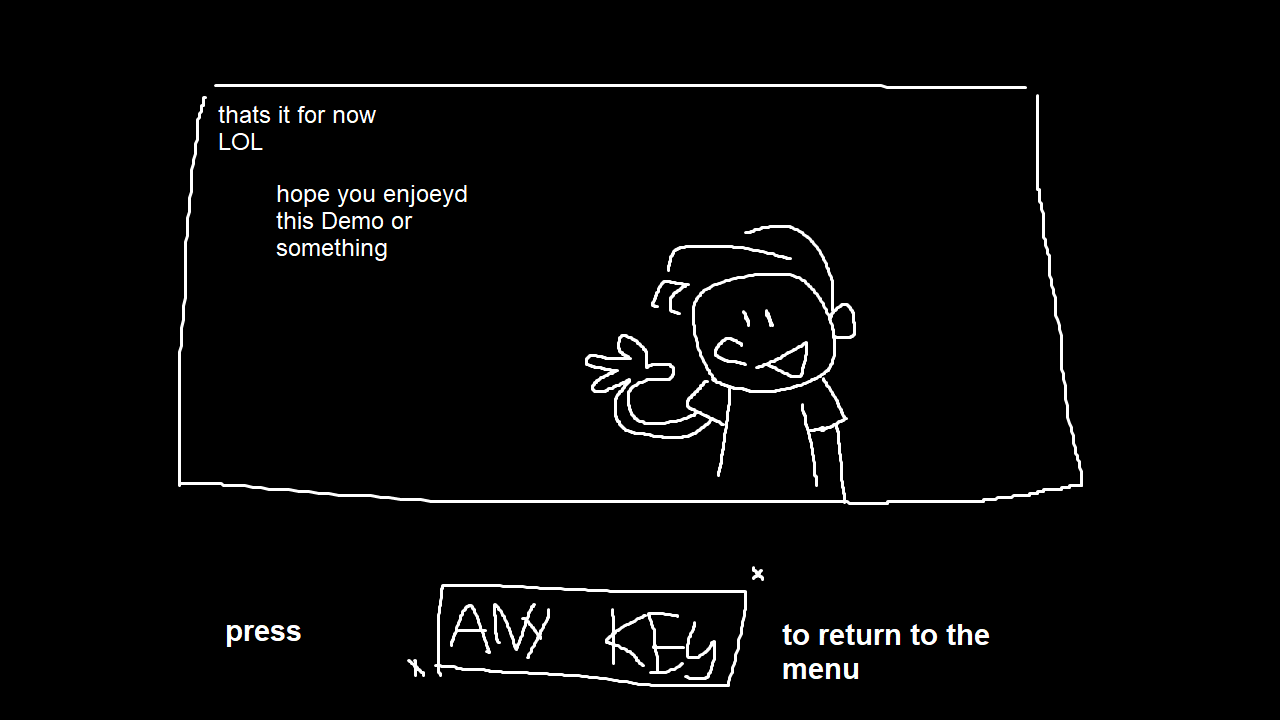 thats it for now
LOL
hope you enjoeyd
this Demo or
something
press
ANY KEy
to return to the
menu